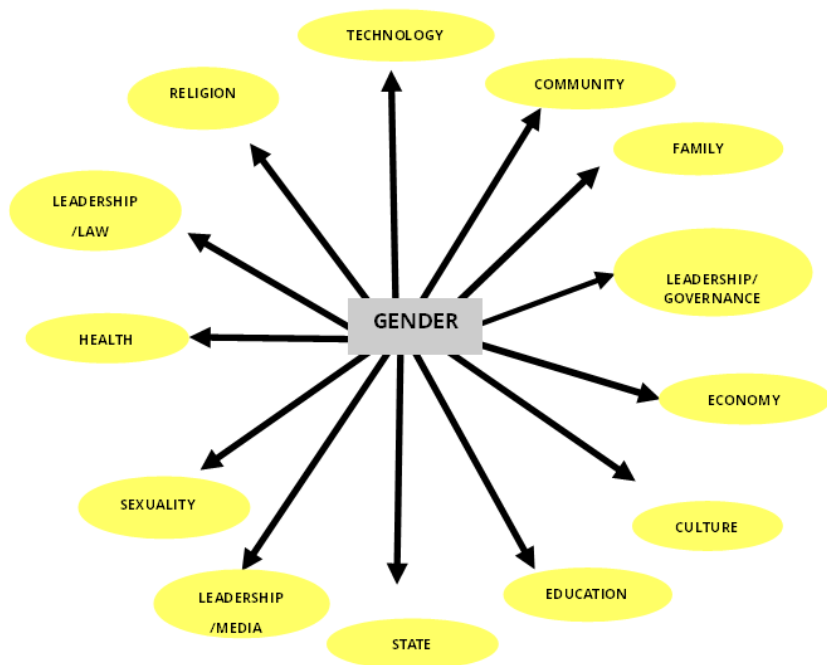 TECHNOLOGY
COMMUNITY
RELIGION
FAMILY
LEADERSHIP
/LAW
LEADERSHIP/
GOVERNANCE
GENDER
HEALTH
ECONOMY
SEXUALITY
CULTURE
EDUCATION
LEADERSHIP
/MEDIA
STATE